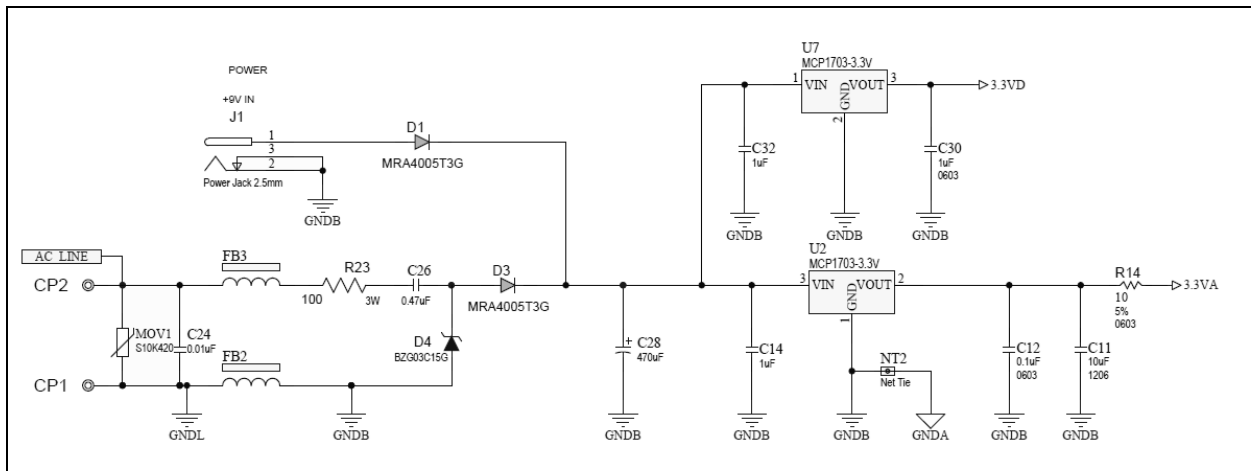 POWER
+9V IN
J1
1
3
2
Power Jack 2.5mm
GNDB
D1
MRA4005T3G
U7
MCP1703-3.3V
1
VIN
VOUT
3
GND
2
3.3VD
C32
1uF
C30
1uF
0603
GNDB
GNDB
GNDB
AC LINE
CP2
FB3
R23
100
3W
C26
0.47uF
D3
MRA4005T3G
U2
MCP1703-3.3V
3
VIN
VOUT
2
GND
1
R14
10
5%
0603
3.3VA
MOV1
S10K420
C24
0.01uF
D4
BZG03C15G
C28
470uF
C14
1uF
NT2
Net Tie
C12
0.1uF
0603
C11
10uF
1206
CP1
FB2
GNDL
GNDB
GNDB
GNDB
GNDB
GNDA
GNDB
GNDB